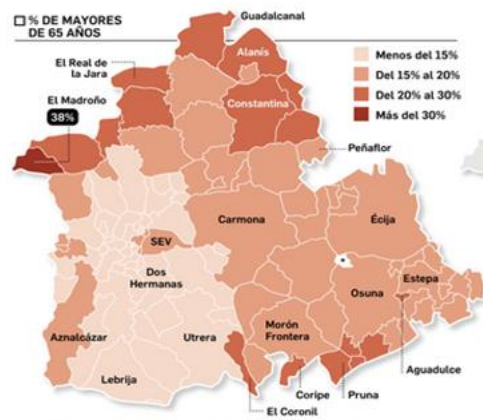 % DE MAYORES
DE 65 AÑOS
Guadalcanal
Alanís
El Real de
la Jara
Constantina
El Madroño
38%
Menos del 15%
Del 15% al 20%
Del 20% al 30%
Más del 30%
Peñaflor
Carmona
Écija
SEV
Dos
Hermanas
Estepa
Osuna
Aznalcázar
Utrera
Morón
Frontera
Lebrija
Aguadulce
Coripe
Pruna
El Coronil